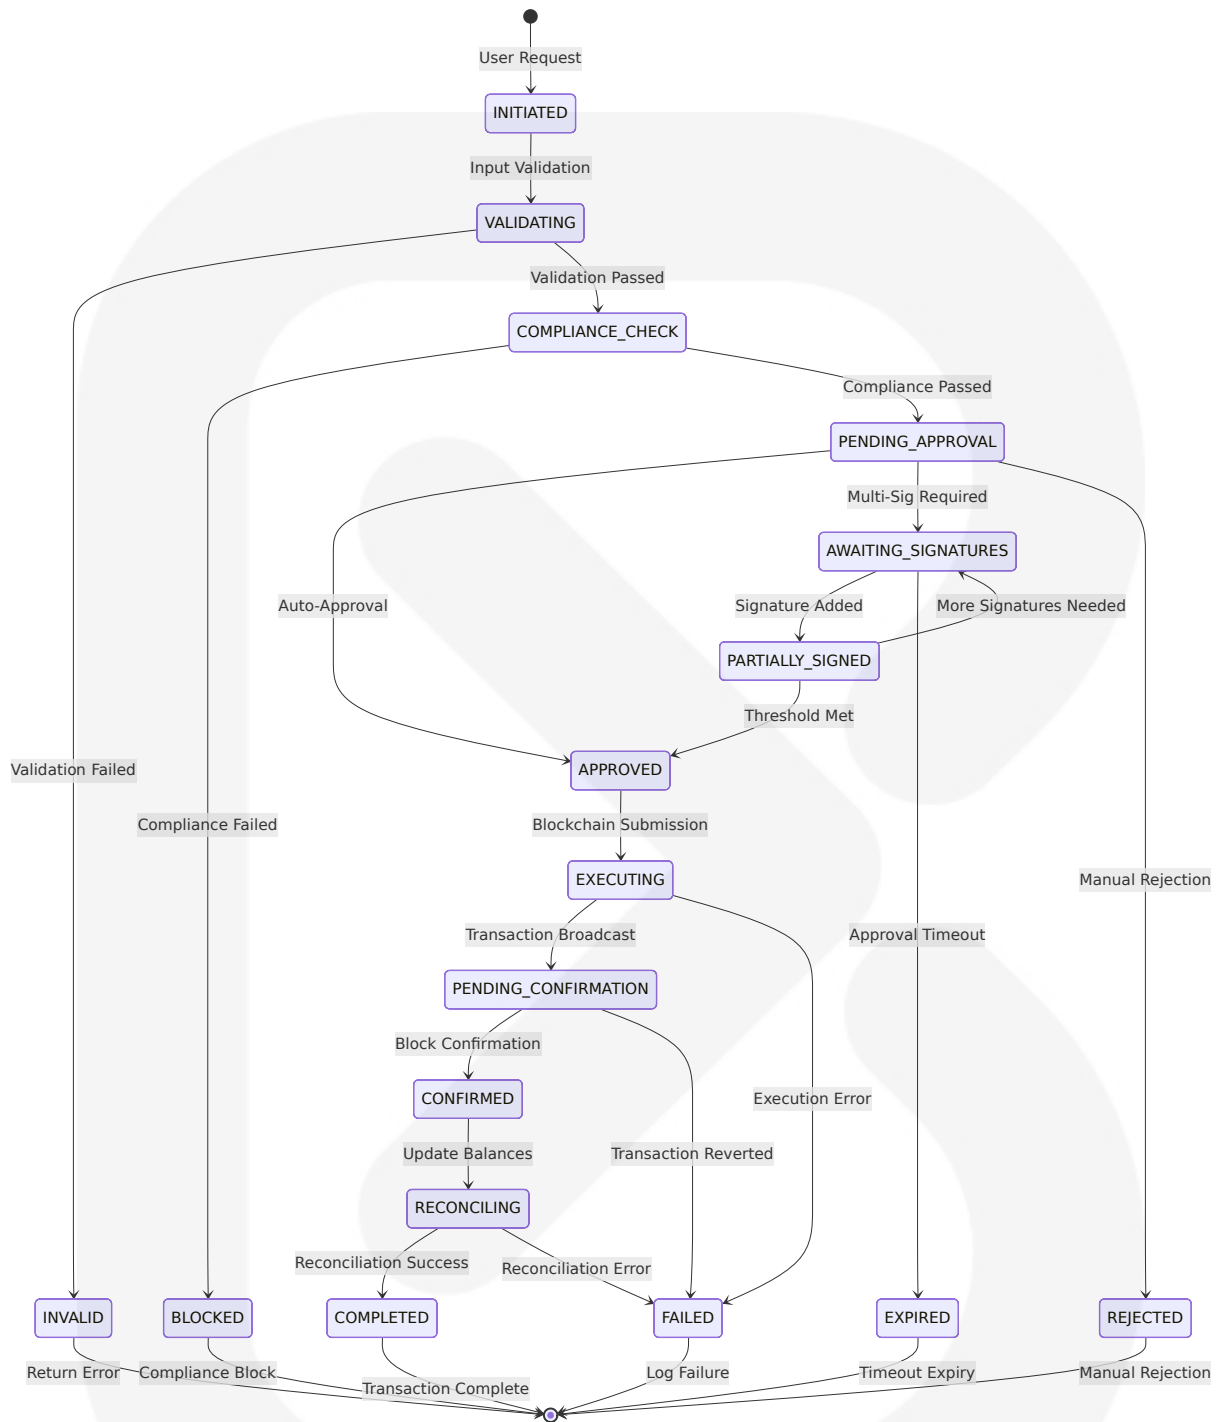 User Request
INITIATED
Input Validation
VALIDATING
Validation Passed
COMPLIANCE_CHECK
Compliance Passed
PENDING_APPROVAL
Multi-Sig Required
AWAITING_SIGNATURES
Auto-Approval
Signature Added
More Signatures Needed
PARTIALLY_SIGNED
Threshold Met
Validation Failed
APPROVED
Compliance Failed
Blockchain Submission
EXECUTING
Manual Rejection
Transaction Broadcast
Approval Timeout
PENDING_CONFIRMATION
Block Confirmation
CONFIRMED
Execution Error
Update Balances
Transaction Reverted
RECONCILING
Reconciliation Success
Reconciliation Error
INVALID
BLOCKED
COMPLETED
FAILED
EXPIRED
REJECTED
Return Error
Compliance Block
Transaction Complete
Log Failure
Timeout Expiry
Manual Rejection